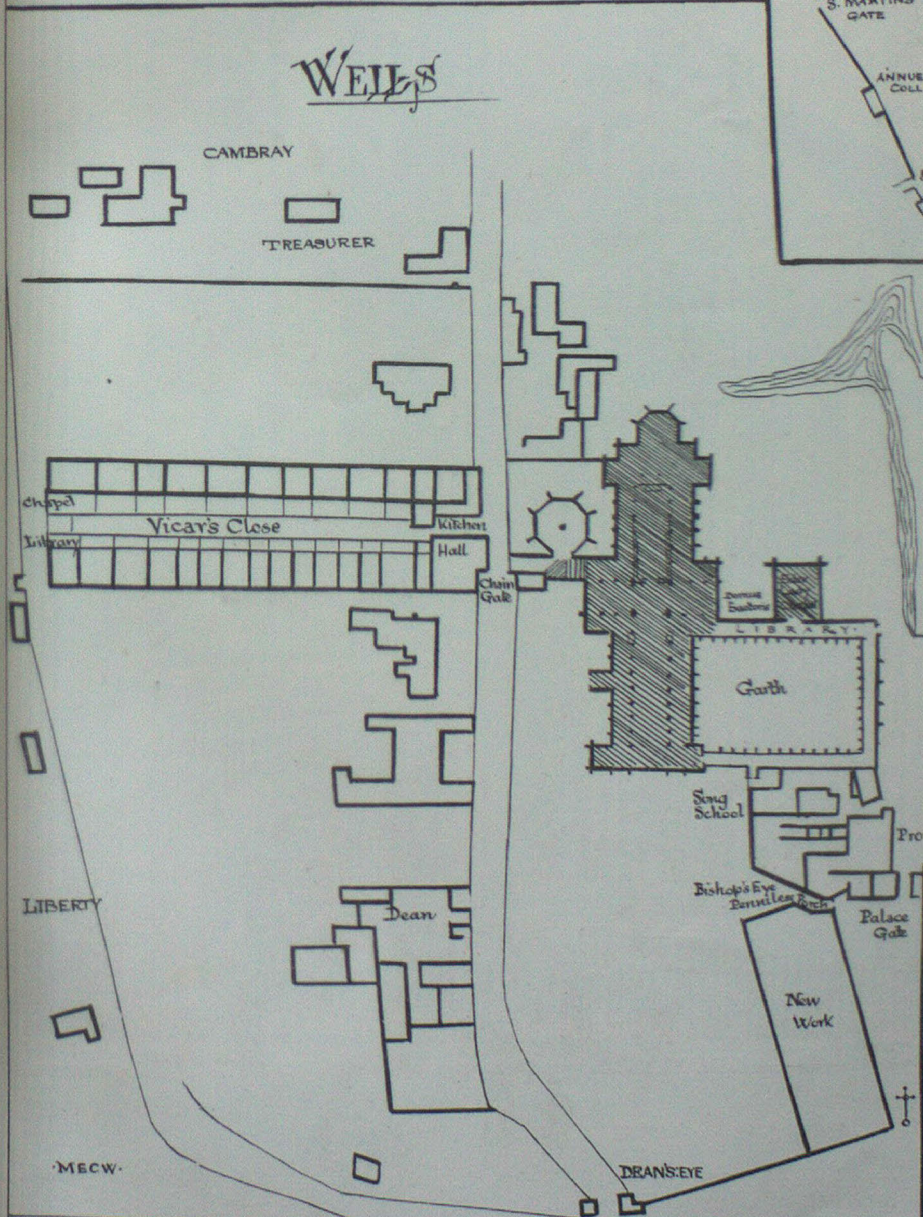 WELLS
S. MARTINS
GATE
ANNUE
COLL
CAMBRAY
TREASURER
Chapel
Vicar's Close
Kitchen
Library
Hall
Chain
Gate
LIBRARY
Garth
Song
School
Pro
Bishop's Eye
Penniless Porch
Palace
Gate
LIBERTY
Dean
New
Work
·MECW·
DEAN'S·EYE